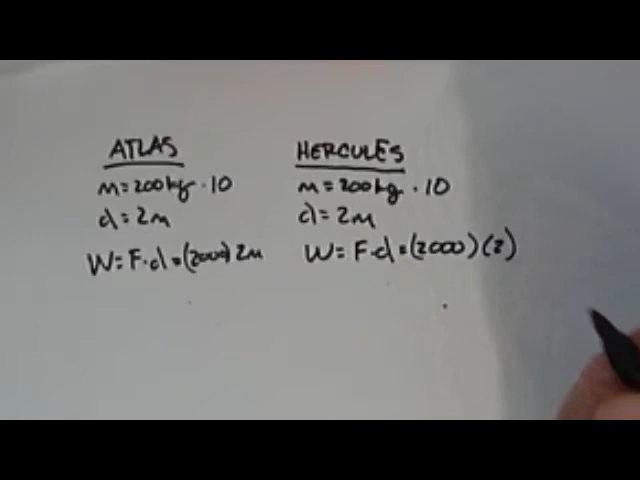 ATLAS
m=200kg·10
d=2m
W=F·d=(2000)2m
HERCULES
m=200kg·10
d=2m
W=F·d=(2000)(2)